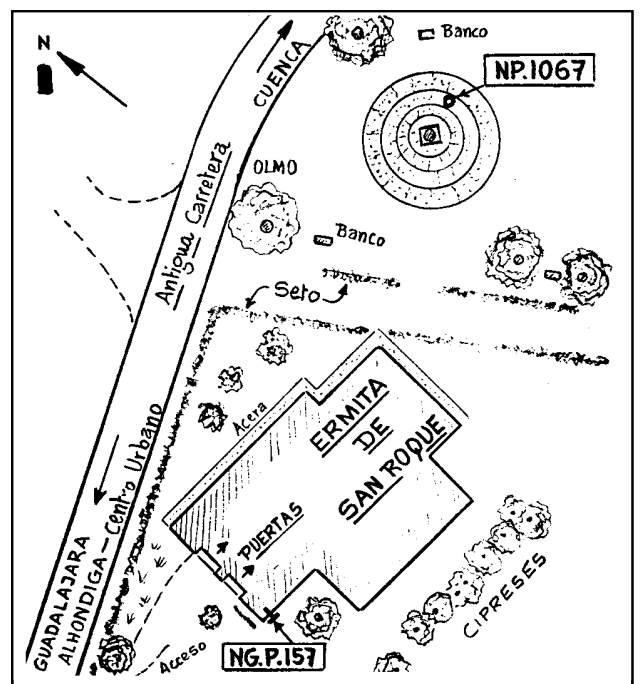 N
Banco
NP.1067
CUENCA
OLMO
Antigua Carretera
Banco
Seto
Acera
ERMITA
DE
SAN ROQUE
PUERTAS
GUADALAJARA
ALHONDIGA - Centro Urbano
CIPRESES
Acceso
NG.P.157